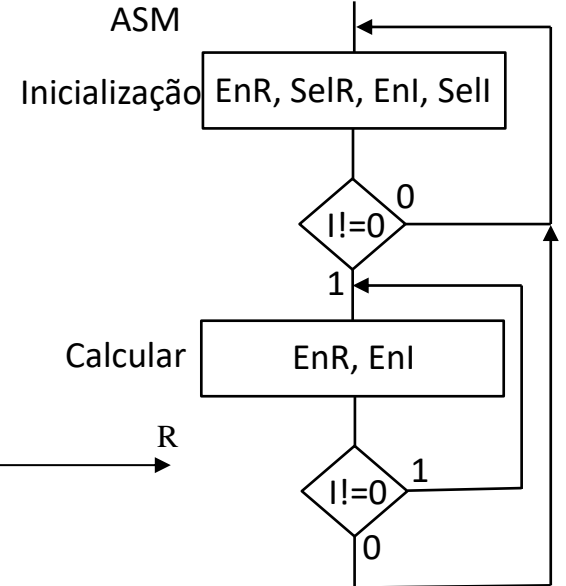 ASM
Inicialização EnR, SelR, EnI, SelI
0
I!=0
1
Calcular EnR, EnI
R
1
I!=0
0